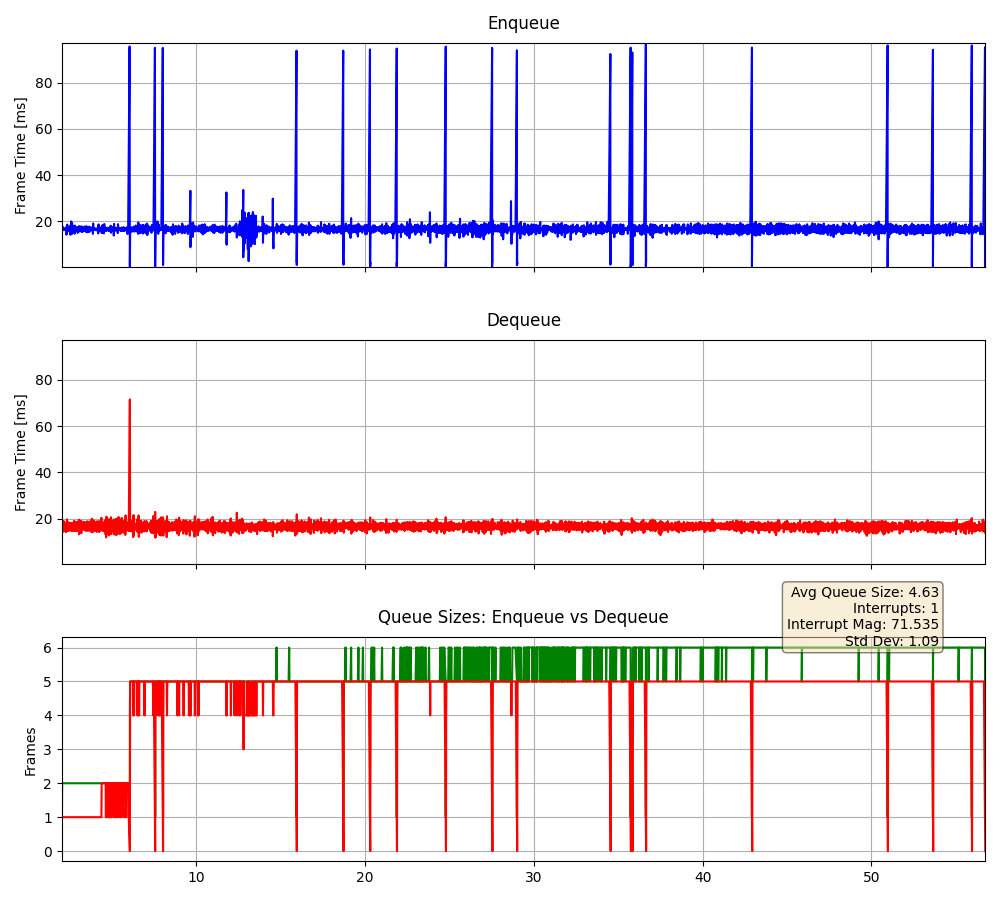 Enqueue
Frame Time [ms]
80
60
40
20
Dequeue
Frame Time [ms]
80
60
40
20
Avg Queue Size: 4.63
Interrupts: 1
Interrupt Mag: 71.535
Std Dev: 1.09
Queue Sizes: Enqueue vs Dequeue
Frames
6
5
4
3
2
1
0
10 20 30 40 50